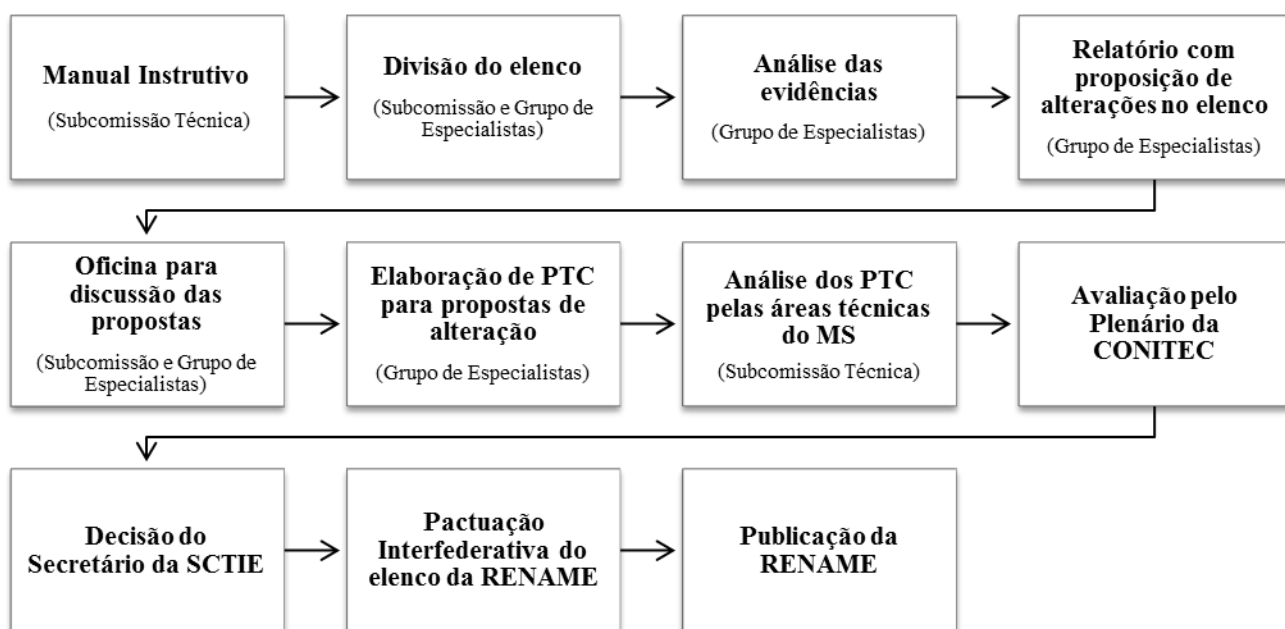 Manual Instrutivo
(Subcomissão Técnica)
Divisão do elenco
(Subcomissão e Grupo de
Especialistas)
Análise das
evidências
(Grupo de Especialistas)
Relatório com
proposição de
alterações no elenco
(Grupo de Especialistas)
Oficina para
discussão das
propostas
(Subcomissão e Grupo de
Especialistas)
Elaboração de PTC
para propostas de
alteração
(Grupo de Especialistas)
Análise dos PTC
pelas áreas técnicas
do MS
(Subcomissão Técnica)
Avaliação pelo
Plenário da
CONITEC
Decisão do
Secretário da SCTIE
Pactuação
Interfederativa do
elenco da RENAME
Publicação da
RENAME